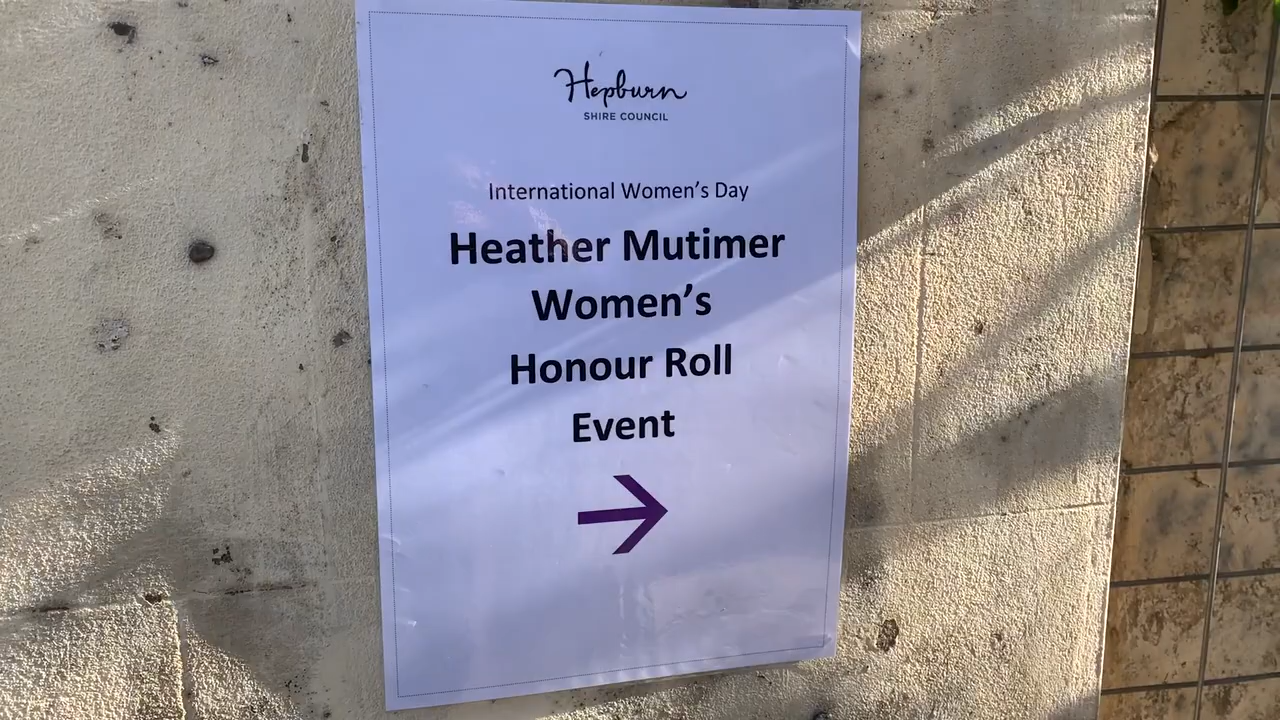 Hepburn
SHIRE COUNCIL
International Women's Day
Heather Mutimer
Women's
Honour Roll
Event